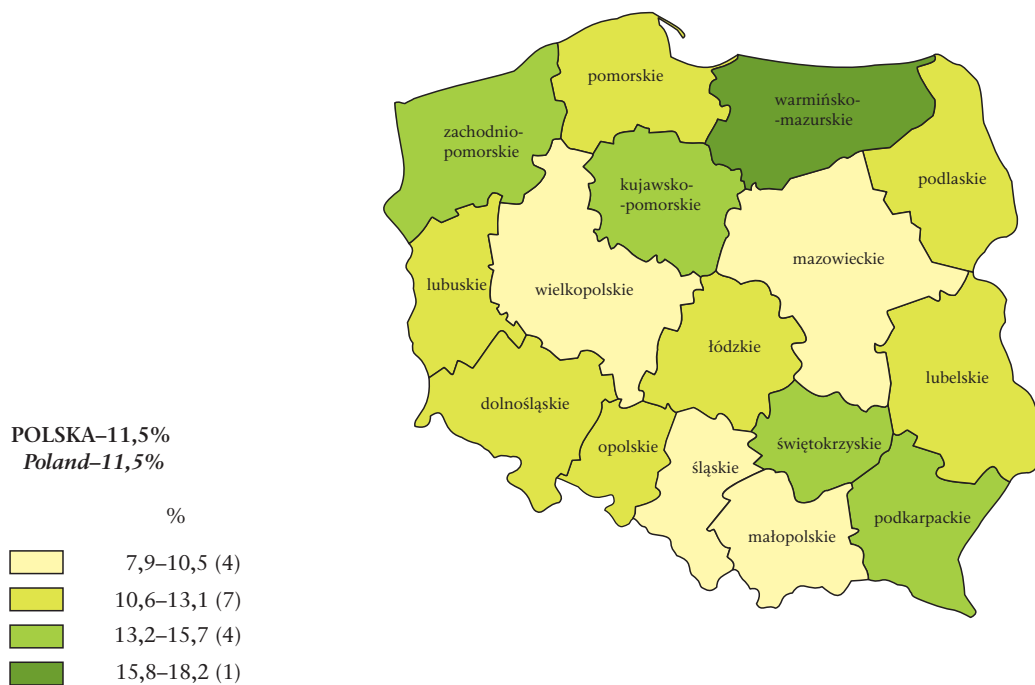 pomorskie
warmińsko-
-mazurskie
zachodnio-
pomorskie
podlaskie
kujawsko-
-pomorskie
mazowieckie
lubuskie
wielkopolskie
łódzkie
lubelskie
dolnośląskie
opolskie
świętokrzyskie
śląskie
podkarpackie
małopolskie
POLSKA–11,5%
Poland–11,5%
%
7,9–10,5 (4)
10,6–13,1 (7)
13,2–15,7 (4)
15,8–18,2 (1)